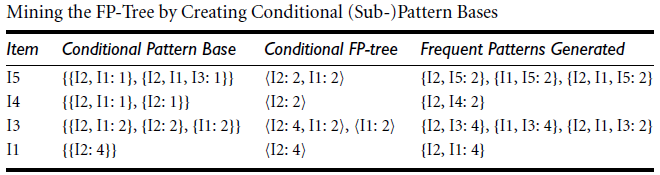 Mining the FP-Tree by Creating Conditional (Sub-)Pattern Bases
Item Conditional Pattern Base Conditional FP-tree Frequent Patterns Generated
I5 {{I2, I1: 1}, {I2, I1, I3: 1}} ⟨I2: 2, I1: 2⟩ {I2, I5: 2}, {I1, I5: 2}, {I2, I1, I5: 2}
I4 {{I2, I1: 1}, {I2: 1}} ⟨I2: 2⟩ {I2, I4: 2}
I3 {{I2, I1: 2}, {I2: 2}, {I1: 2}} ⟨I2: 4, I1: 2⟩, ⟨I1: 2⟩ {I2, I3: 4}, {I1, I3: 4}, {I2, I1, I3: 2}
I1 {{I2: 4}} ⟨I2: 4⟩ {I2, I1: 4}